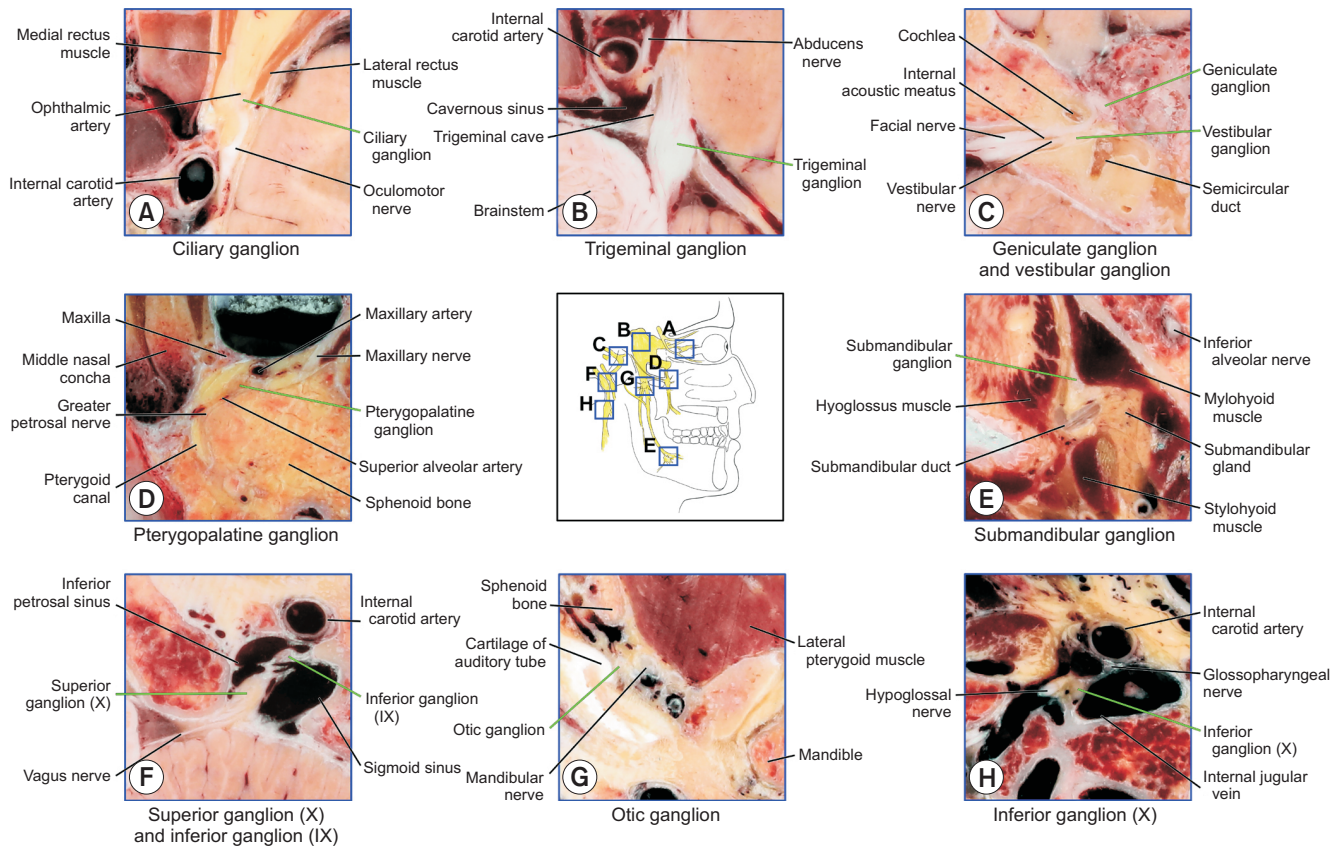 Medial rectus
muscle
Ophthalmic
artery
Internal carotid
artery
Lateral rectus
muscle
Ciliary
ganglion
Oculomotor
nerve
A
Ciliary ganglion
Internal
carotid artery
Cavernous sinus
Trigeminal cave
Brainstem
Abducens
nerve
Trigeminal
ganglion
B
Trigeminal ganglion
Cochlea
Internal
acoustic meatus
Facial nerve
Vestibular
nerve
Geniculate
ganglion
Vestibular
ganglion
Semicircular
duct
C
Geniculate ganglion
and vestibular ganglion
Maxilla
Middle nasal
concha
Greater
petrosal nerve
Pterygoid
canal
Maxillary artery
Maxillary nerve
Pterygopalatine
ganglion
Superior alveolar artery
Sphenoid bone
D
Pterygopalatine ganglion
B
A
C
D
F
G
H
E
Submandibular
ganglion
Hyoglossus muscle
Submandibular duct
Inferior
alveolar nerve
Mylohyoid
muscle
Submandibular
gland
Stylohyoid
muscle
E
Submandibular ganglion
Inferior
petrosal sinus
Superior
ganglion (X)
Vagus nerve
Internal
carotid artery
Inferior ganglion
(IX)
Sigmoid sinus
F
Superior ganglion (X)
and inferior ganglion (IX)
Sphenoid
bone
Cartilage of
auditory tube
Otic ganglion
Mandibular
nerve
Lateral
pterygoid muscle
Mandible
G
Otic ganglion
Hypoglossal
nerve
Internal
carotid artery
Glossopharyngeal
nerve
Inferior
ganglion (X)
Internal jugular
vein
H
Inferior ganglion (X)